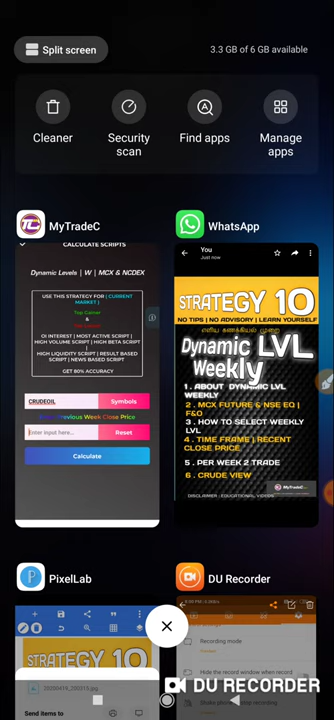 Split screen
3.3 GB of 6 GB available
Cleaner
Security scan
Find apps
Manage apps
MyTradeC
CALCULATE SCRIPTS
Dynamic Levels | W | MCX & NCDEX
USE THIS STRATEGY FOR ( CURRENT MARKET )
Top Gainer
&
OI INTEREST | MOST ACTIVE SCRIPT |
HIGH VOLUME SCRIPT | HIGH BETA SCRIPT |
HIGH LIQUIDITY SCRIPT | RESULT BASED SCRIPT | NEWS BASED SCRIPT
GET 80% ACCURACY
CRUDEOIL
Symbols
Previous Week Close Price
Enter input here...
Reset
Calculate
WhatsApp
You
Just now
STRATEGY 10
NO TIPS | NO ADVISORY | LEARN YOURSELF
எளிய கணக்கியல் முறை
Dynamic LVL
Weekly
1 . ABOUT DYNAMIC LVL WEEKLY
2 . MCX FUTURE & NSE EQ | F&O
3 . HOW TO SELECT WEEKLY LVL
4 . TIME FRAME | RECENT CLOSE PRICE
5 . PER WEEK 2 TRADE
6 . CRUDE VIEW
DISCLAIMER : EDUCATIONAL VIDEOS
MyTradeC
PixelLab
STRATEGY 10
Send items to
DU Recorder
Recording mode
Hide the record window when record
DU RECORDER